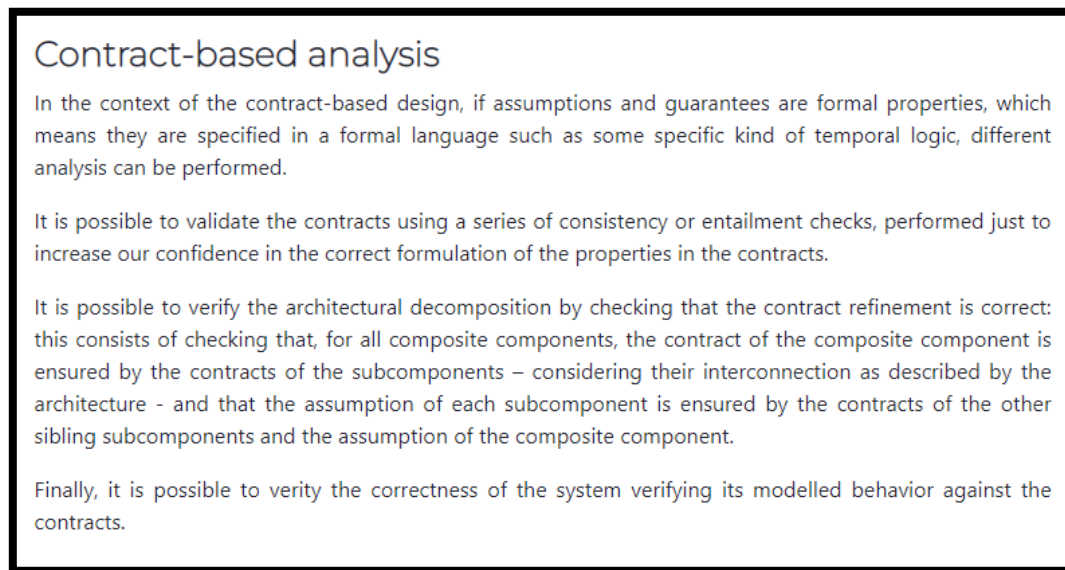 Contract-based analysis
In the context of the contract-based design, if assumptions and guarantees are formal properties, which
means they are specified in a formal language such as some specific kind of temporal logic, different
analysis can be performed.
It is possible to validate the contracts using a series of consistency or entailment checks, performed just to
increase our confidence in the correct formulation of the properties in the contracts.
It is possible to verify the architectural decomposition by checking that the contract refinement is correct:
this consists of checking that, for all composite components, the contract of the composite component is
ensured by the contracts of the subcomponents – considering their interconnection as described by the
architecture - and that the assumption of each subcomponent is ensured by the contracts of the other
sibling subcomponents and the assumption of the composite component.
Finally, it is possible to verity the correctness of the system verifying its modelled behavior against the
contracts.